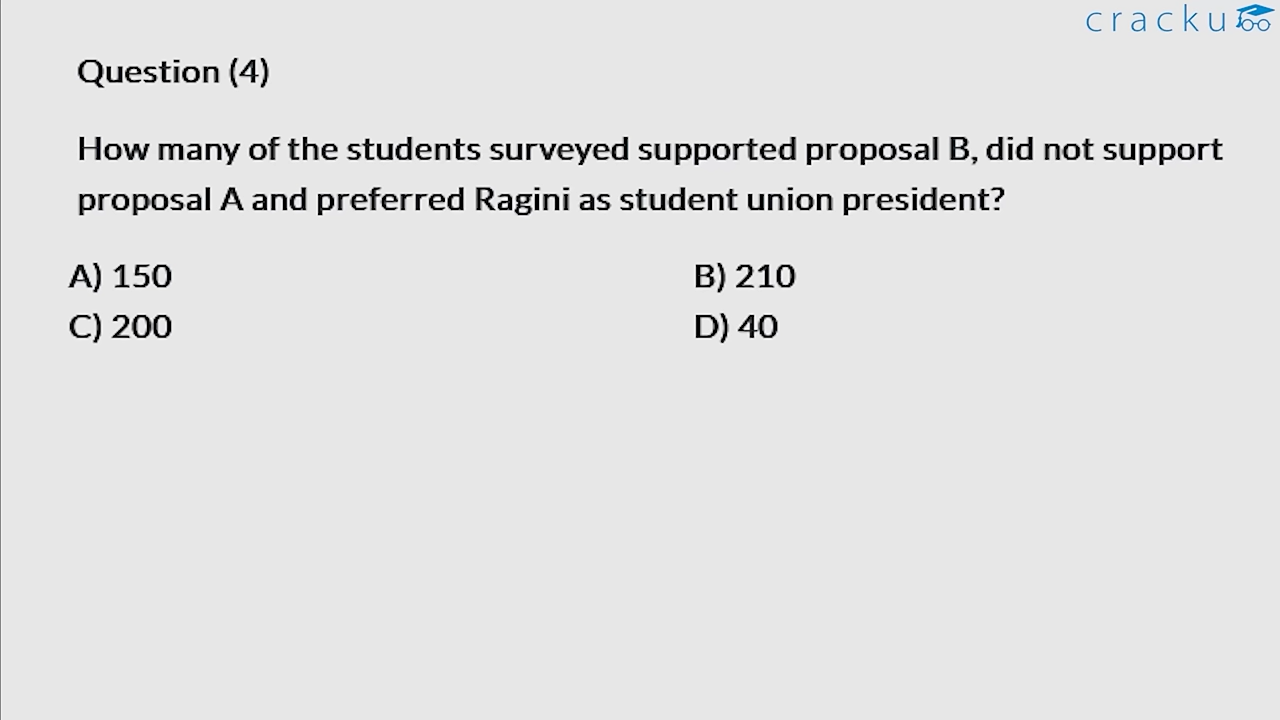 cracku
Question (4)
How many of the students surveyed supported proposal B, did not support
proposal A and preferred Ragini as student union president?
A) 150
B) 210
C) 200
D) 40